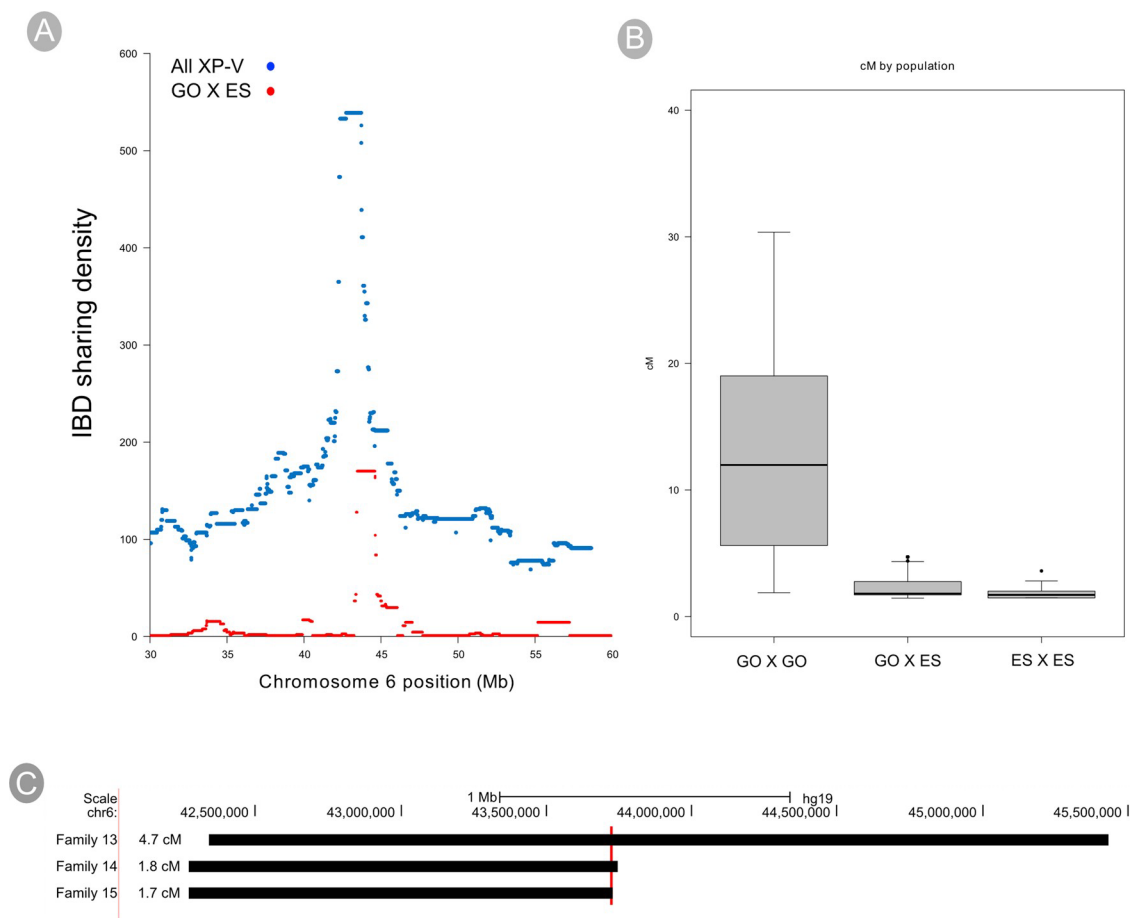 A
All XP-V
GO X ES
IBD sharing density
600
500
400
300
200
100
0
30 35 40 45 50 55 60
Chromosome 6 position (Mb)
B
cM by population
cM
40
30
20
10
0
GO X GO GO X ES ES X ES
C
Scale 1 Mb hg19
chr6: 42,500,000 43,000,000 43,500,000 44,000,000 44,500,000 45,000,000 45,500,000
Family 13 4.7 cM
Family 14 1.8 cM
Family 15 1.7 cM